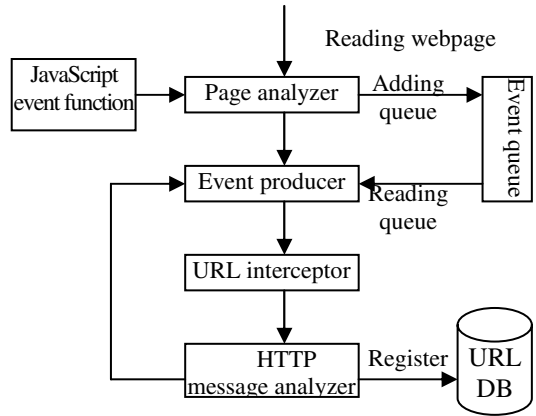 Reading webpage
JavaScript
event function
Page analyzer
Adding
queue
Event queue
Event producer
Reading
queue
URL interceptor
HTTP
message analyzer
Register
URL
DB